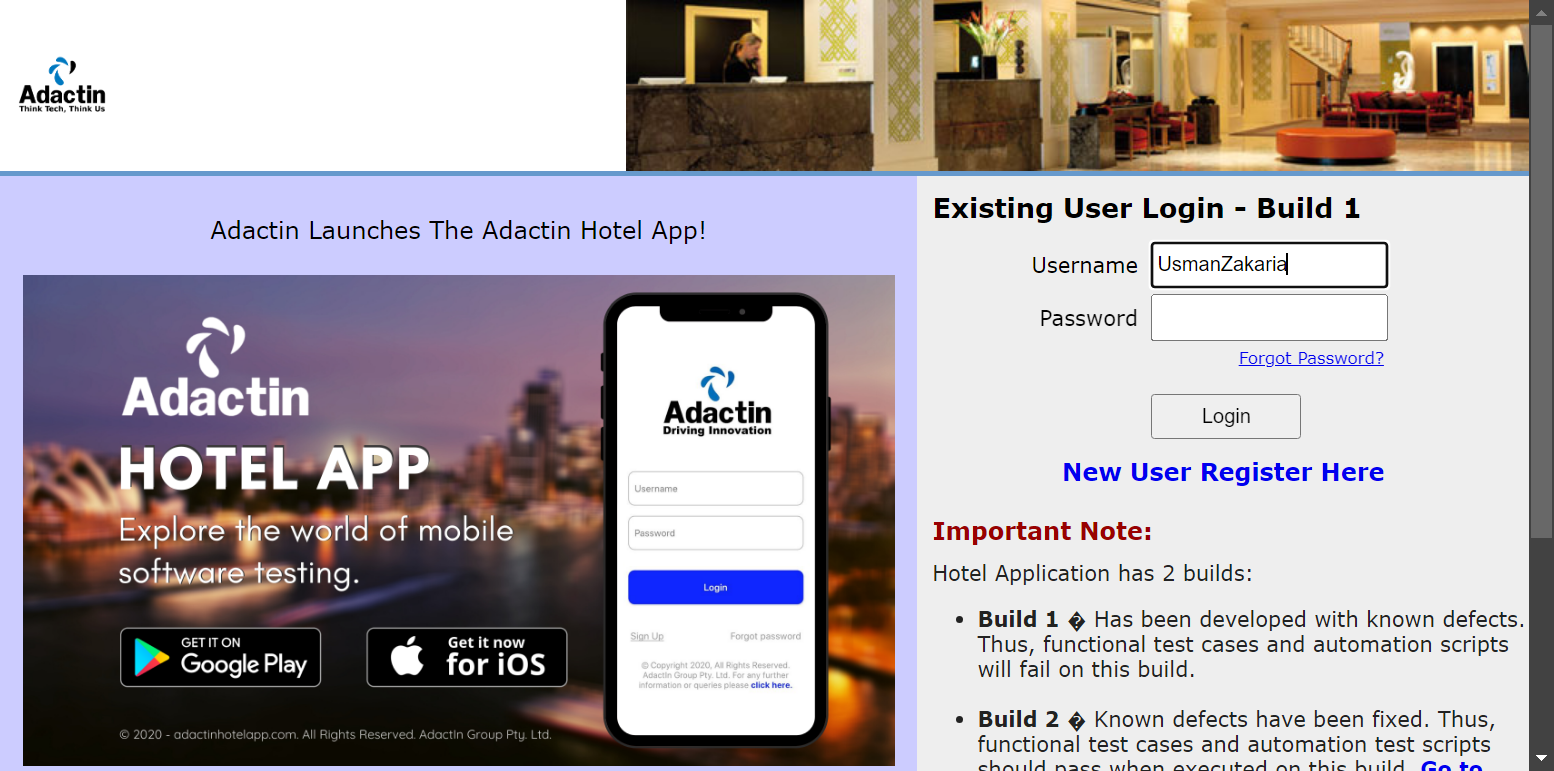 Adactin
Think Tech, Think Us
Adactin Launches The Adactin Hotel App!
Adactin
HOTEL APP
Explore the world of mobile
software testing.
GET IT ON
Google Play
Get it now
for iOS
© 2020 - adactinhotelapp.com. All Rights Reserved. AdactIn Group Pty. Ltd.
Adactin
Driving Innovation
Username
Password
Login
Sign Up Forgot password
© Copyright 2020, All Rights Reserved.
AdactIn Group Pty. Ltd. For any further
information or queries please click here.
Existing User Login - Build 1
Username UsmanZakaria
Password
Forgot Password?
Login
New User Register Here
Important Note:
Hotel Application has 2 builds:
• Build 1 � Has been developed with known defects.
Thus, functional test cases and automation scripts
will fail on this build.
• Build 2 � Known defects have been fixed. Thus,
functional test cases and automation test scripts
should pass when executed on this build. Go to